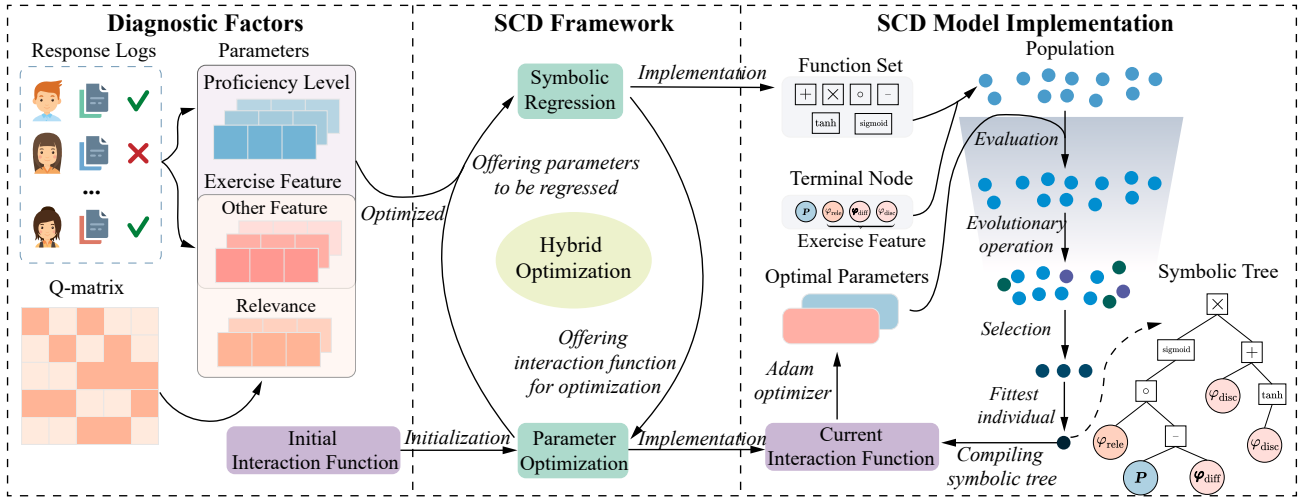 Diagnostic Factors
Response Logs
Parameters
Proficiency Level
...
Exercise Feature
Other Feature
Relevance
Q-matrix
Optimized
Initial
Interaction Function
Initialization
SCD Framework
Symbolic
Regression
Offering parameters
to be regressed
Hybrid
Optimization
Offering
interaction function
for optimization
Parameter
Optimization
Implementation
Implementation
SCD Model Implementation
Function Set
+
×
∘
−
tanh
sigmoid
Terminal Node
P
φrele
φdiff
φdisc
Exercise Feature
Optimal Parameters
Adam
optimizer
Current
Interaction Function
Population
Evaluation
Evolutionary
operation
Selection
Fittest
individual
Compiling
symbolic tree
Symbolic Tree
×
sigmoid
+
∘
φdisc
tanh
φrele
−
φdisc
P
φdiff